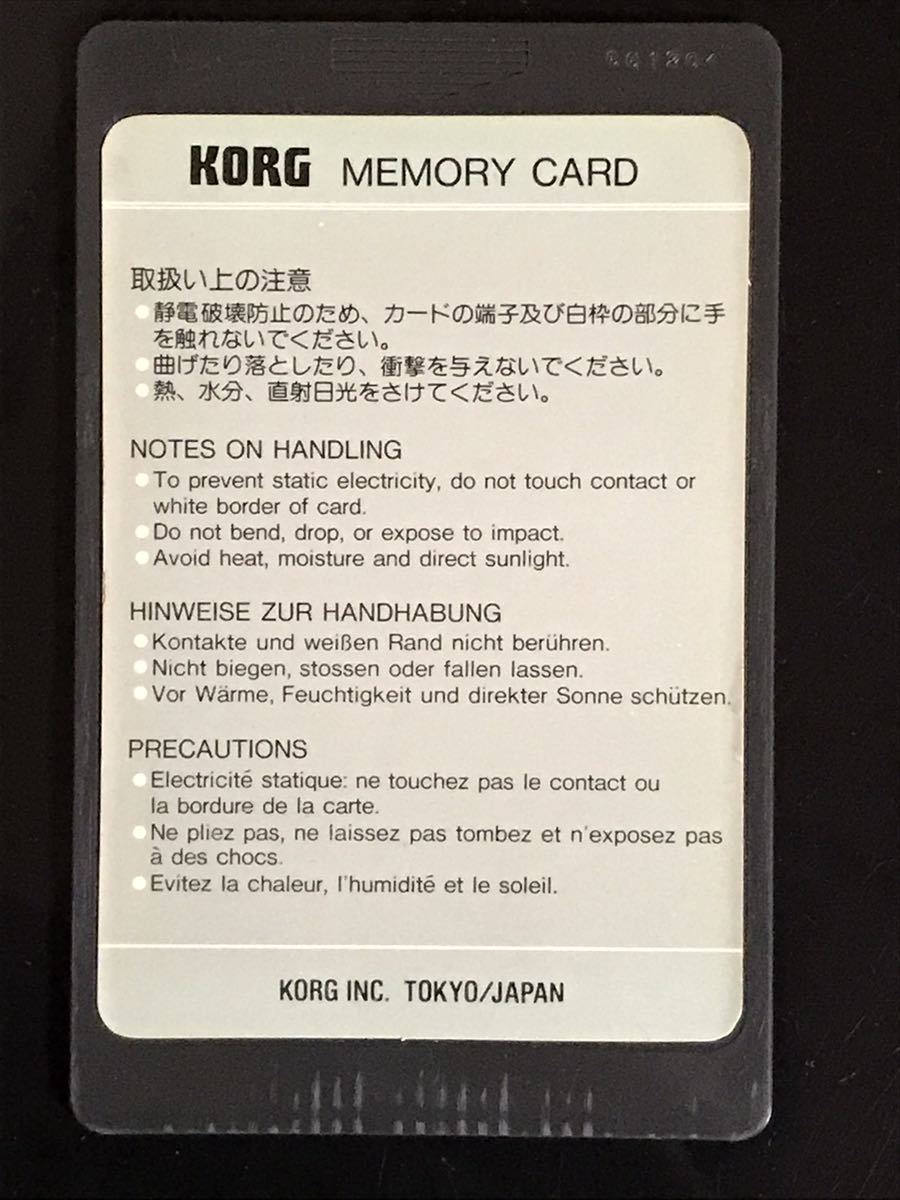 KORG MEMORY CARD
取扱い上の注意
●静電破壊防止のため、カードの端子及び白枠の部分に手
を触れないでください。
●曲げたり落としたり、衝撃を与えないでください。
●熱、水分、直射日光をさけてください。
NOTES ON HANDLING
●To prevent static electricity, do not touch contact or
white border of card.
●Do not bend, drop, or expose to impact.
●Avoid heat, moisture and direct sunlight.
HINWEISE ZUR HANDHABUNG
●Kontakte und weißen Rand nicht berühren.
●Nicht biegen, stossen oder fallen lassen.
●Vor Wärme, Feuchtigkeit und direkter Sonne schützen.
PRECAUTIONS
●Electricité statique: ne touchez pas le contact ou
la bordure de la carte.
●Ne pliez pas, ne laissez pas tombez et n'exposez pas
à des chocs.
●Evitez la chaleur, l'humidité et le soleil.
KORG INC. TOKYO/JAPAN